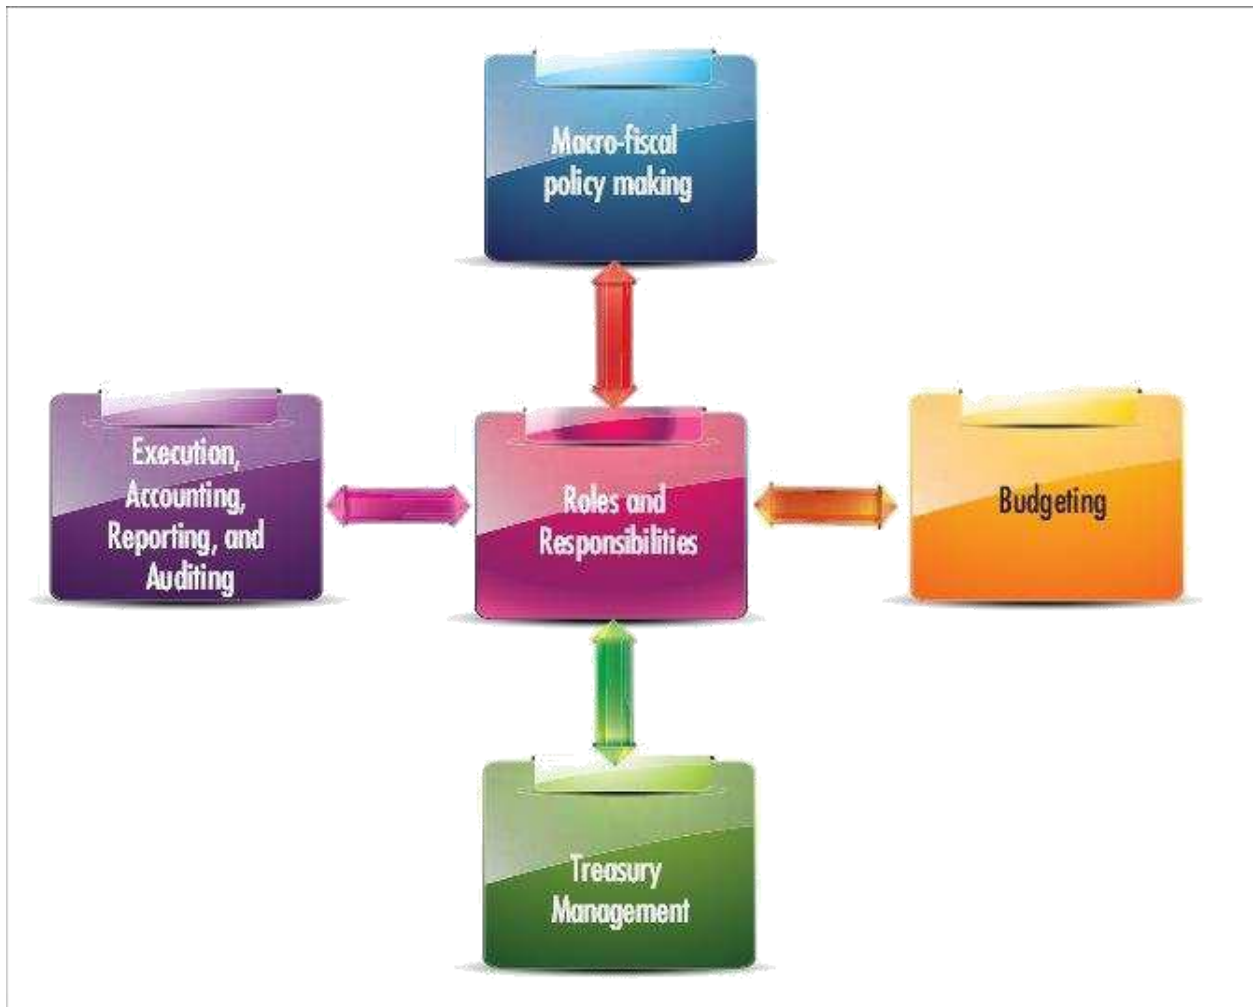 Macro-fiscal
policy making
Execution,
Accounting,
Reporting, and
Auditing
Roles and
Responsibilities
Budgeting
Treasury
Management